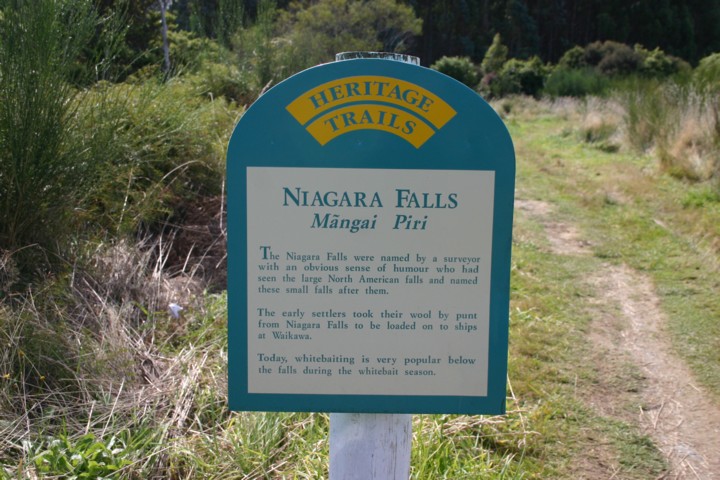 HERITAGE
TRAILS
NIAGARA FALLS
Mãngai Piri
The Niagara Falls were named by a surveyor
with an obvious sense of humour who had
seen the large North American falls and named
these small falls after them.
The early settlers took their wool by punt
from Niagara Falls to be loaded on to ships
at Waikawa.
Today, whitebaiting is very popular below
the falls during the whitebait season.